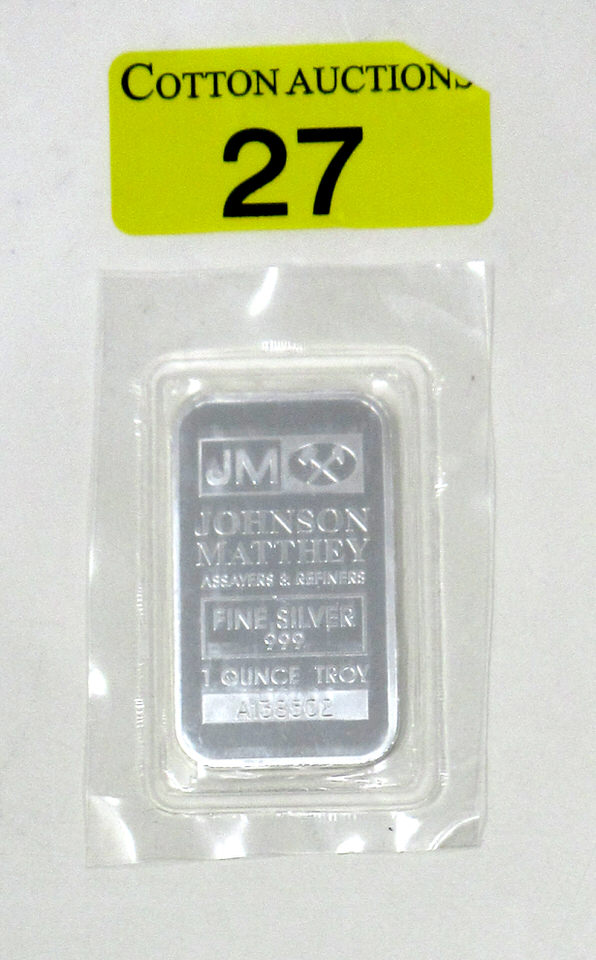 COTTON AUCTIONS
27
JM
JOHNSON
MATTHEY
ASSAYERS & REFINERS
FINE SILVER
999
1 OUNCE TROY